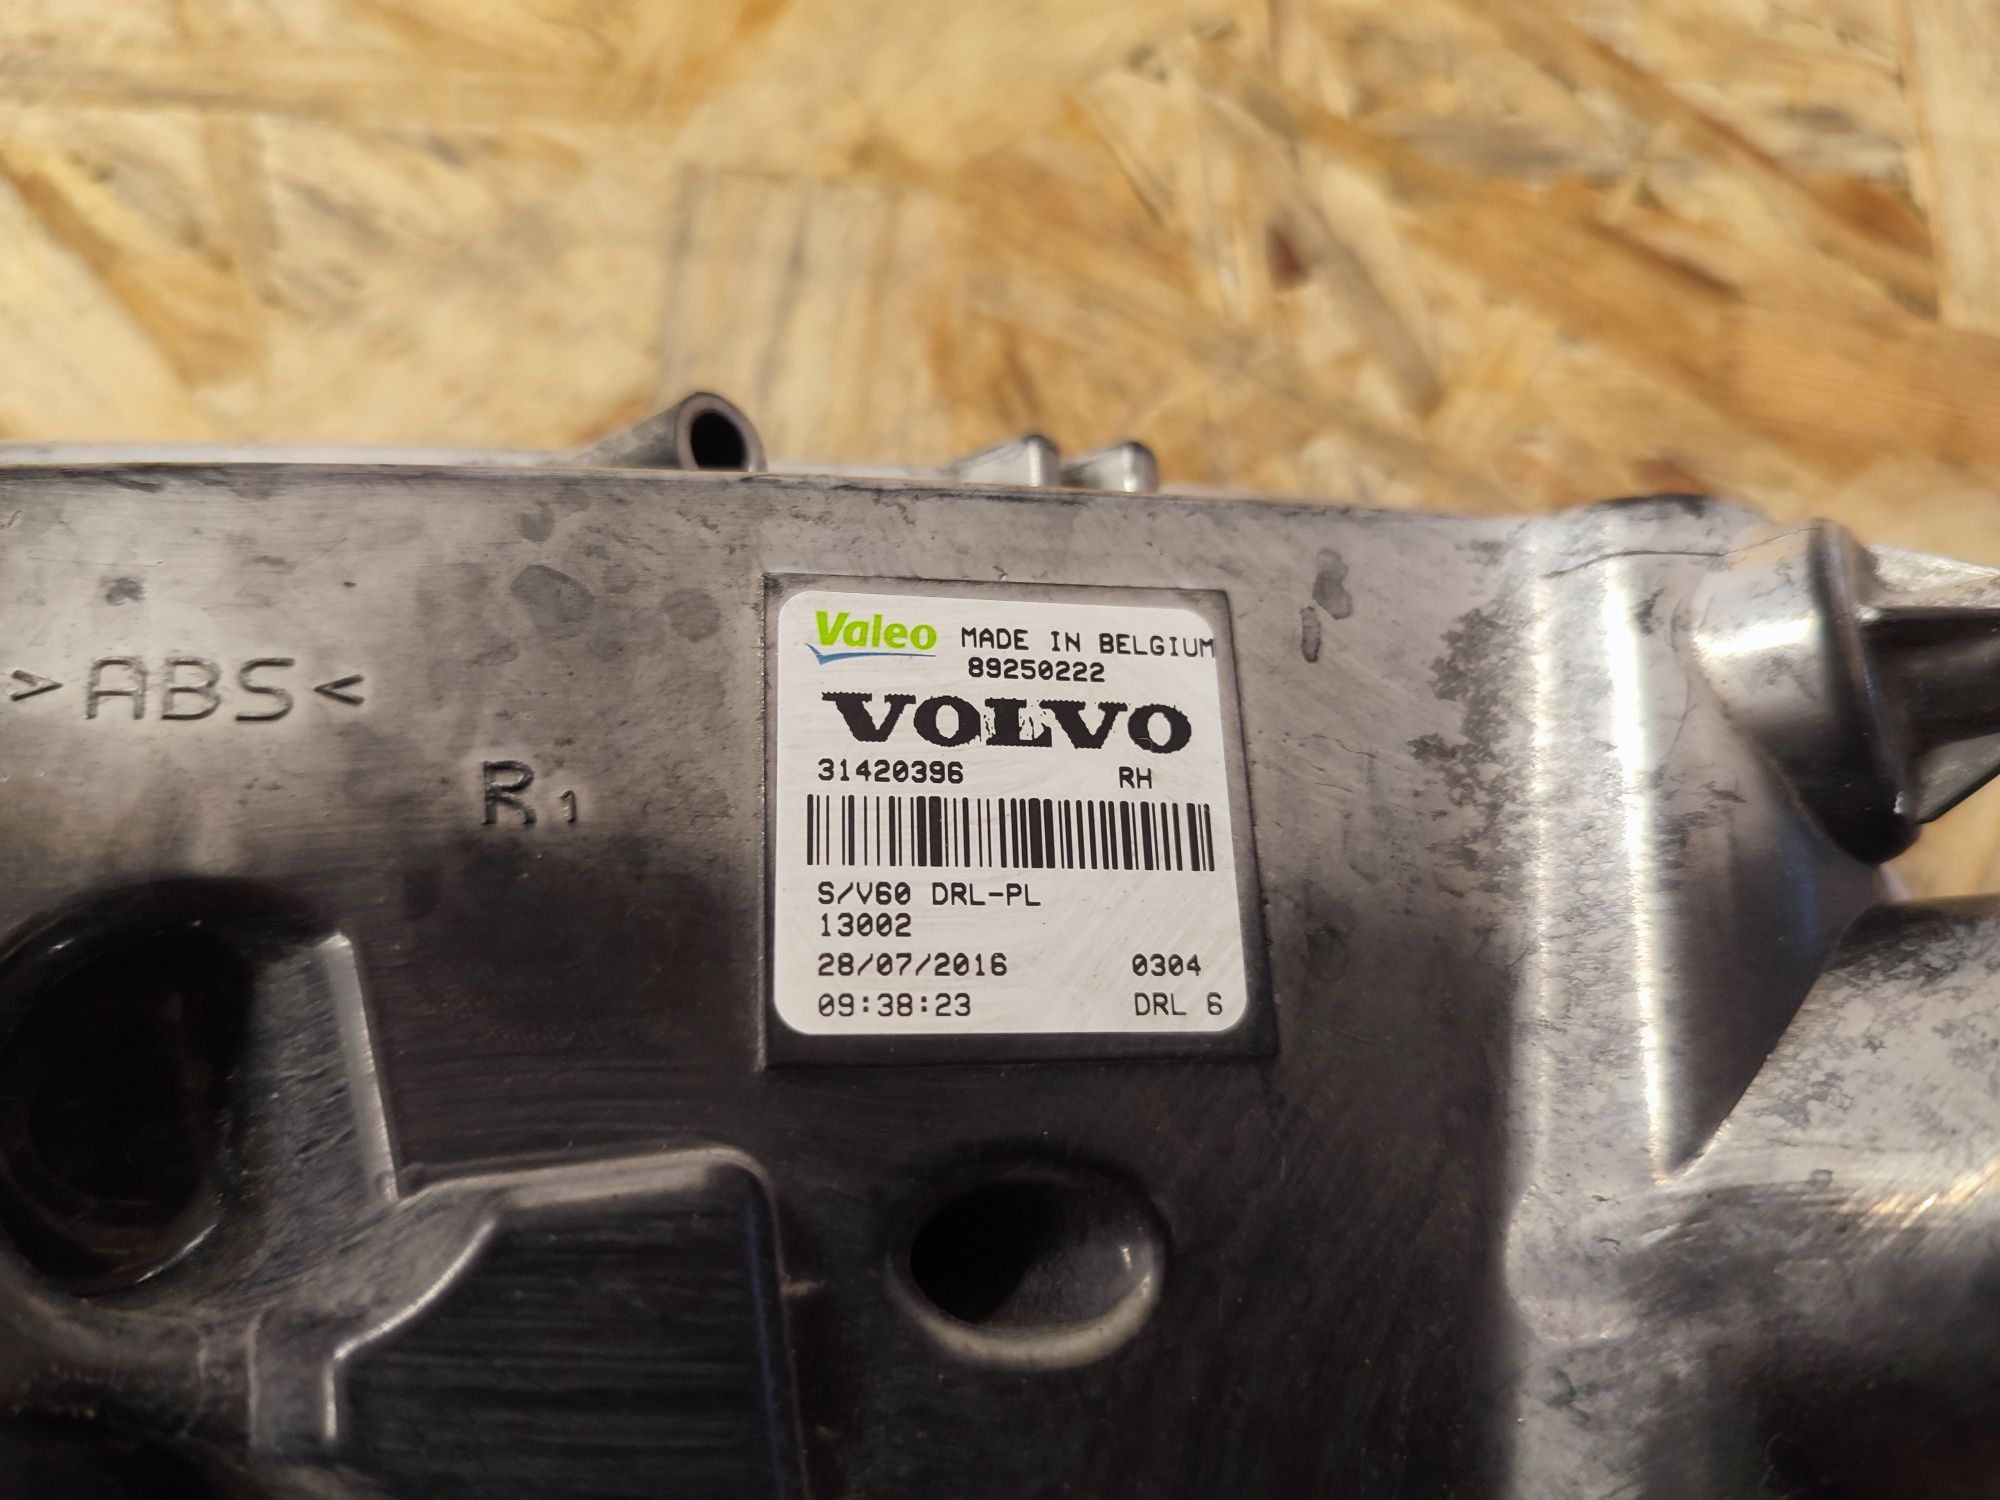 Valeo MADE IN BELGIUM
89250222
VOLVO
31420396 RH
S/V60 DRL-PL
13002
28/07/2016 0304
09:38:23 DRL 6
>ABS<
R1